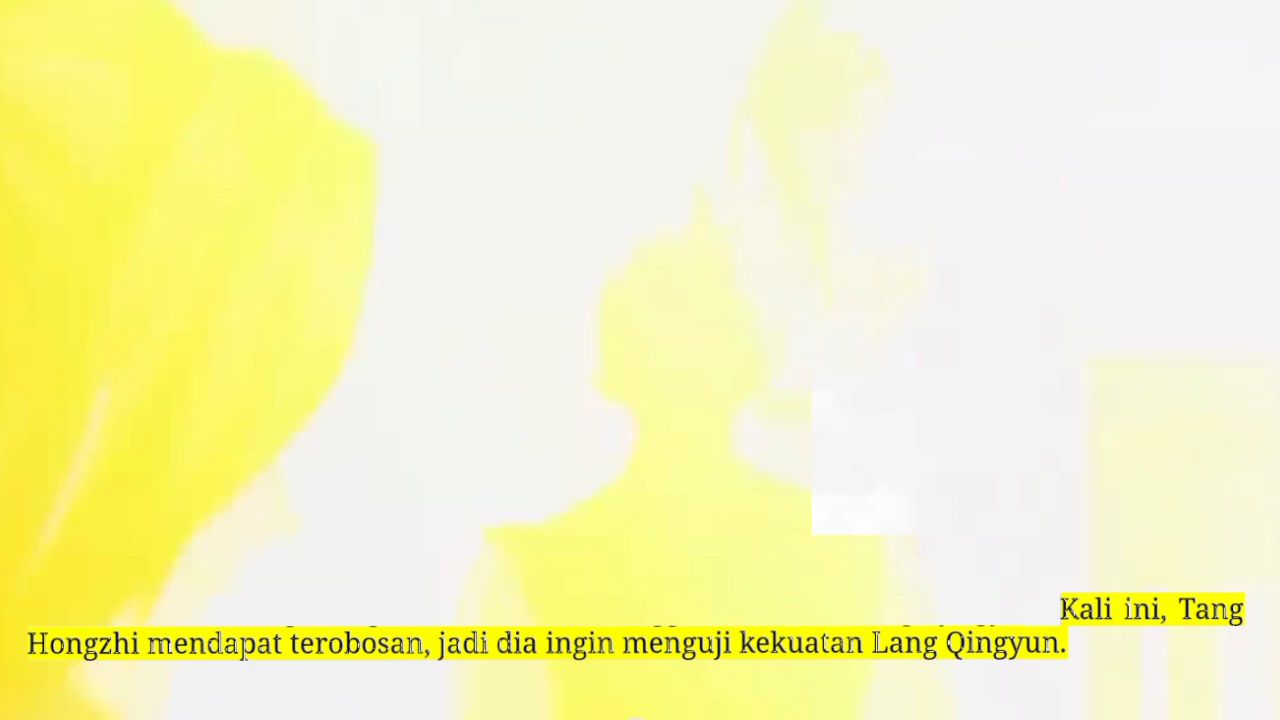 Kali ini, Tang
Hongzhi mendapat terobosan, jadi dia ingin menguji kekuatan Lang Qingyun.